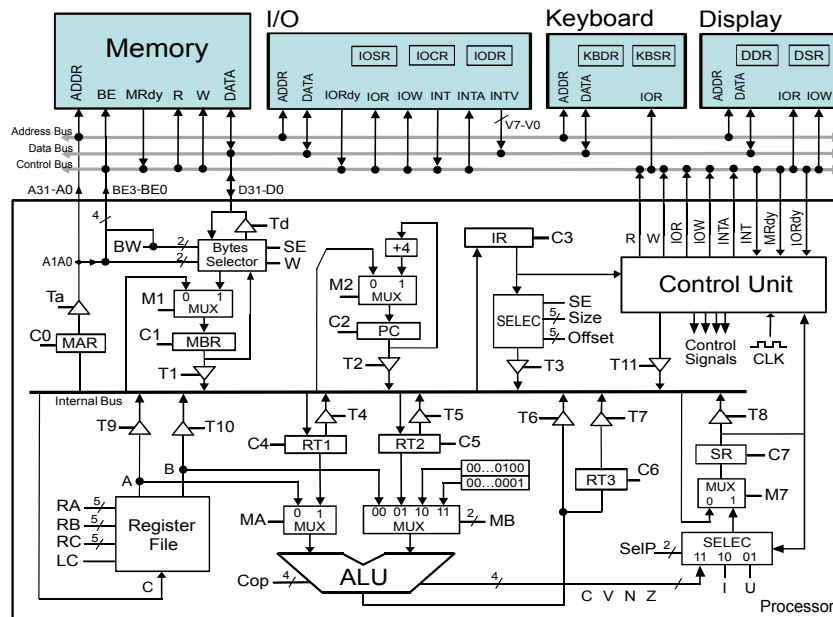 I/O
Keyboard
Display
Memory
IOSR
IOCR
IODR
KBDR
KBSR
DDR
DSR
ADDR
BE
MRdy
R
W
DATA
ADDR
DATA
IORdy
IOR
IOW
INT
INTA
INTV
ADDR
DATA
IOR
ADDR
DATA
IOR
IOW
V7-V0
Address Bus
Data Bus
Control Bus
A31-A0
BE3-BE0
D31-D0
4
Td
BW
2
Bytes
Selector
SE
W
A1A0
2
+4
IR
C3
R
W
IOR
IOW
INTA
INT
MRdy
IORdy
Control Unit
Ta
M1
0 1
MUX
M2
0 1
MUX
SELEC
SE
5
Size
5
Offset
C0
MAR
C1
MBR
C2
PC
Control
Signals
CLK
T1
T2
T3
T11
Internal Bus
T9
T10
T4
T5
T6
T7
T8
C4
RT1
RT2
C5
A
B
00...0100
00...0001
RT3
C6
SR
C7
MUX
0 1
M7
RA
5
RB
5
RC
5
LC
Register
File
C
MA
0 1
MUX
00 01 10 11
MUX
2
MB
SelP
2
SELEC
11 10 01
I U
Cop
4
ALU
4
C V N Z
Processor